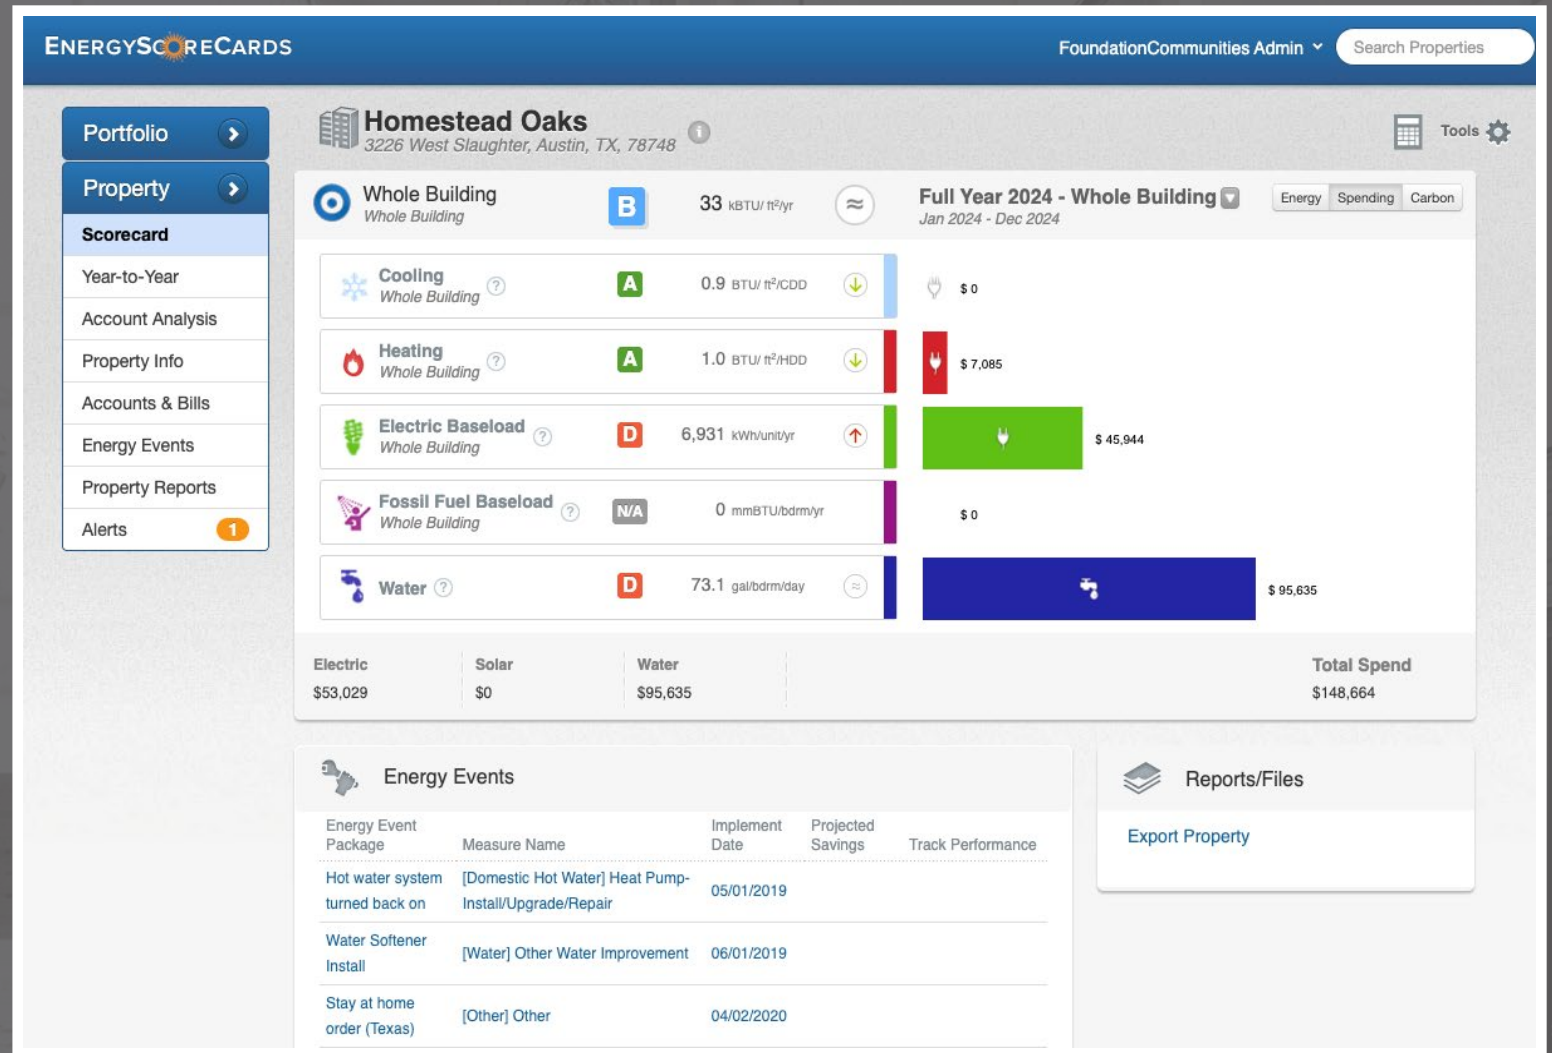 ENERGYSCORECARDS
FoundationCommunities Admin
Search Properties
Portfolio
Property
Scorecard
Year-to-Year
Account Analysis
Property Info
Accounts & Bills
Energy Events
Property Reports
Alerts 1
Homestead Oaks
3226 West Slaughter, Austin, TX, 78748
Tools
Whole Building
Whole Building
B
33 kBTU/ ft²/yr
≈
Full Year 2024 - Whole Building
Jan 2024 - Dec 2024
Energy Spending Carbon
Cooling ?
Whole Building
A
0.9 BTU/ ft²/CDD
$ 0
Heating ?
Whole Building
A
1.0 BTU/ ft²/HDD
$ 7,085
Electric Baseload ?
Whole Building
D
6,931 kWh/unit/yr
$ 45,944
Fossil Fuel Baseload ?
Whole Building
N/A
0 mmBTU/bdrm/yr
$ 0
Water ?
D
73.1 gal/bdrm/day
≈
$ 95,635
Electric Solar Water Total Spend
$53,029 $0 $95,635 $148,664
Energy Events
Energy Event Package
Measure Name
Implement Date
Projected Savings
Track Performance
Hot water system
turned back on
[Domestic Hot Water] Heat Pump-
Install/Upgrade/Repair
05/01/2019
Water Softener
Install
[Water] Other Water Improvement
06/01/2019
Stay at home
order (Texas)
[Other] Other
04/02/2020
Reports/Files
Export Property